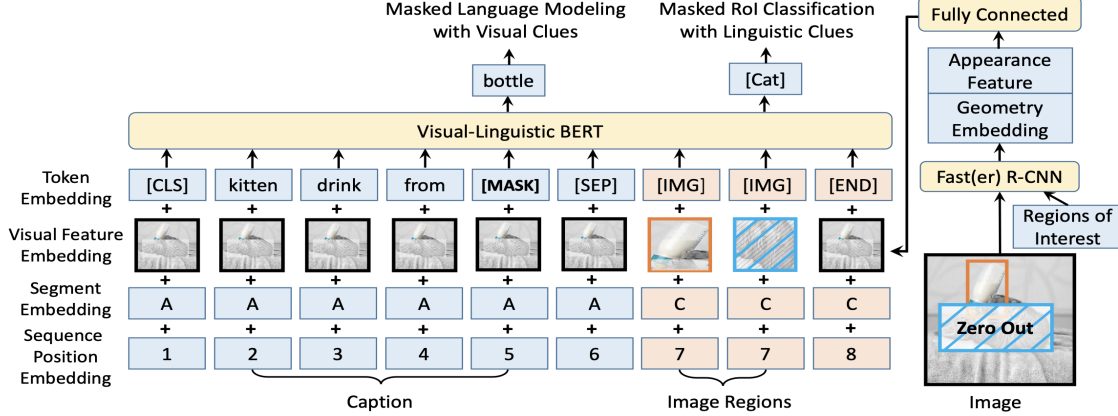 Masked Language Modeling
with Visual Clues
Masked RoI Classification
with Linguistic Clues
Fully Connected
bottle
[Cat]
Appearance
Feature
Geometry
Embedding
Visual-Linguistic BERT
Fast(er) R-CNN
Regions of
Interest
Token
Embedding
[CLS] kitten drink from [MASK] [SEP] [IMG] [IMG] [END]
+ + + + + + + + +
Visual Feature
Embedding
+ + + + + + + + +
Segment
Embedding
A A A A A A C C C
+ + + + + + + + +
Sequence
Position
Embedding
1 2 3 4 5 6 7 7 8
Zero Out
Caption
Image Regions
Image